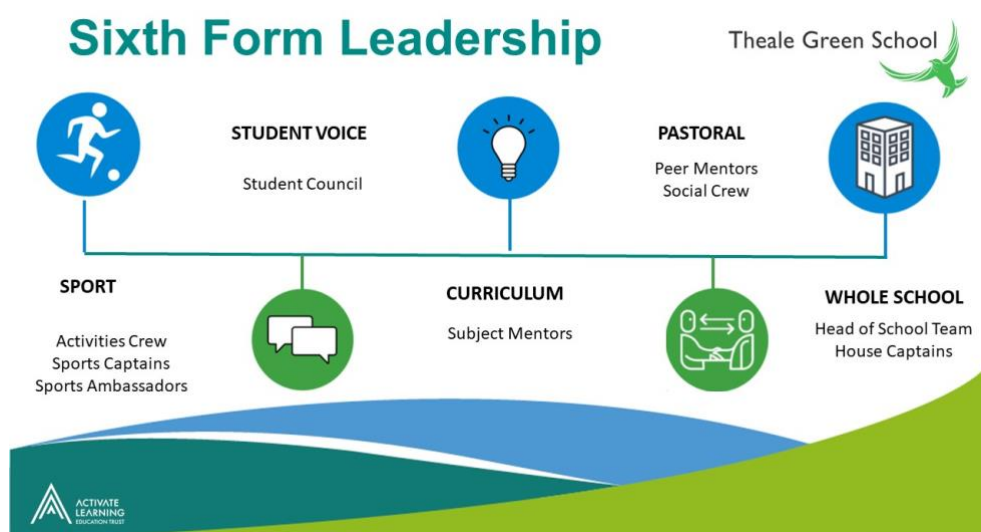 Sixth Form Leadership
Theale Green School
STUDENT VOICE
Student Council
PASTORAL
Peer Mentors
Social Crew
SPORT
Activities Crew
Sports Captains
Sports Ambassadors
CURRICULUM
Subject Mentors
WHOLE SCHOOL
Head of School Team
House Captains
ACTIVATE
LEARNING
EDUCATION TRUST